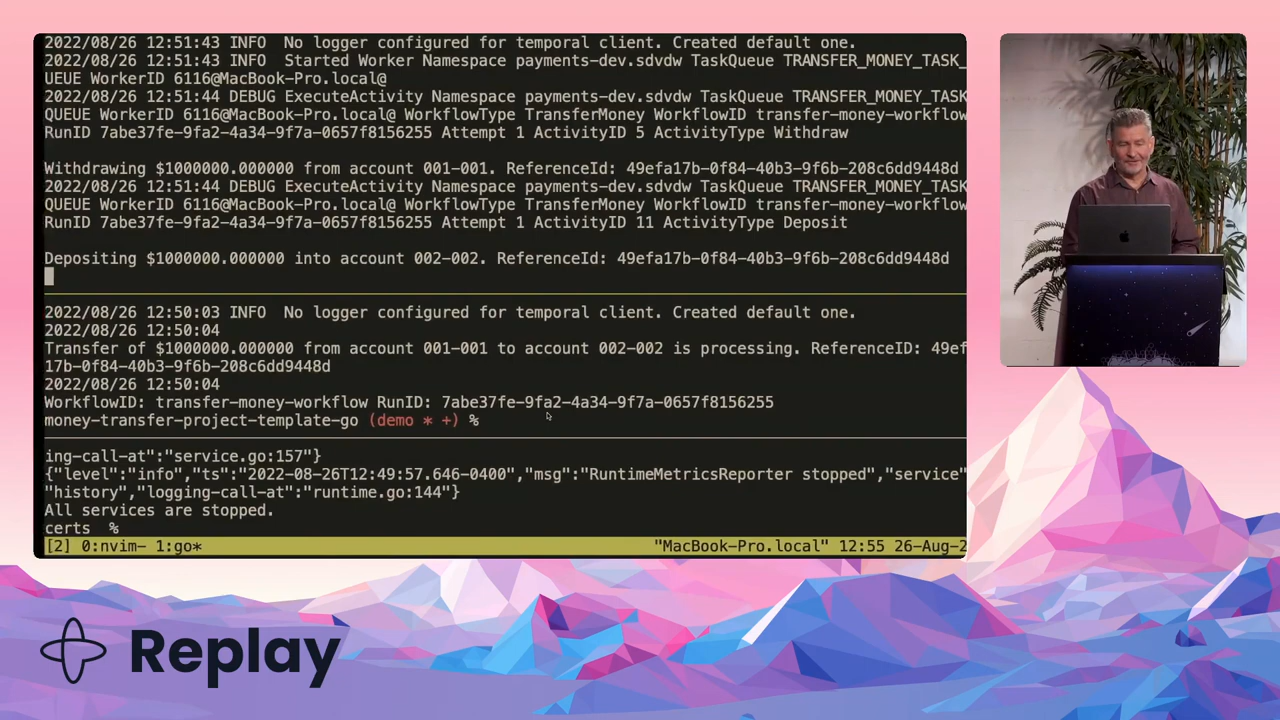 2022/08/26 12:51:43 INFO  No logger configured for temporal client. Created default one.
2022/08/26 12:51:43 INFO  Started Worker Namespace payments-dev.sdvdw TaskQueue TRANSFER_MONEY_TASK_
UEUE WorkerID 6116@MacBook-Pro.local@
2022/08/26 12:51:44 DEBUG ExecuteActivity Namespace payments-dev.sdvdw TaskQueue TRANSFER_MONEY_TASK
QUEUE WorkerID 6116@MacBook-Pro.local@ WorkflowType TransferMoney WorkflowID transfer-money-workflow
RunID 7abe37fe-9fa2-4a34-9f7a-0657f8156255 Attempt 1 ActivityID 5 ActivityType Withdraw
Withdrawing $1000000.000000 from account 001-001. ReferenceId: 49efa17b-0f84-40b3-9f6b-208c6dd9448d
2022/08/26 12:51:44 DEBUG ExecuteActivity Namespace payments-dev.sdvdw TaskQueue TRANSFER_MONEY_TASK
QUEUE WorkerID 6116@MacBook-Pro.local@ WorkflowType TransferMoney WorkflowID transfer-money-workflow
RunID 7abe37fe-9fa2-4a34-9f7a-0657f8156255 Attempt 1 ActivityID 11 ActivityType Deposit
Depositing $1000000.000000 into account 002-002. ReferenceId: 49efa17b-0f84-40b3-9f6b-208c6dd9448d
2022/08/26 12:50:03 INFO  No logger configured for temporal client. Created default one.
2022/08/26 12:50:04
Transfer of $1000000.000000 from account 001-001 to account 002-002 is processing. ReferenceID: 49ef
17b-0f84-40b3-9f6b-208c6dd9448d
2022/08/26 12:50:04
WorkflowID: transfer-money-workflow RunID: 7abe37fe-9fa2-4a34-9f7a-0657f8156255
money-transfer-project-template-go (demo * +) %
ing-call-at":"service.go:157"}
{"level":"info","ts":"2022-08-26T12:49:57.646-0400","msg":"RuntimeMetricsReporter stopped","service"
"history","logging-call-at":"runtime.go:144"}
All services are stopped.
certs  %
[2] 0:nvim- 1:go* "MacBook-Pro.local" 12:55 26-Aug-2
Replay